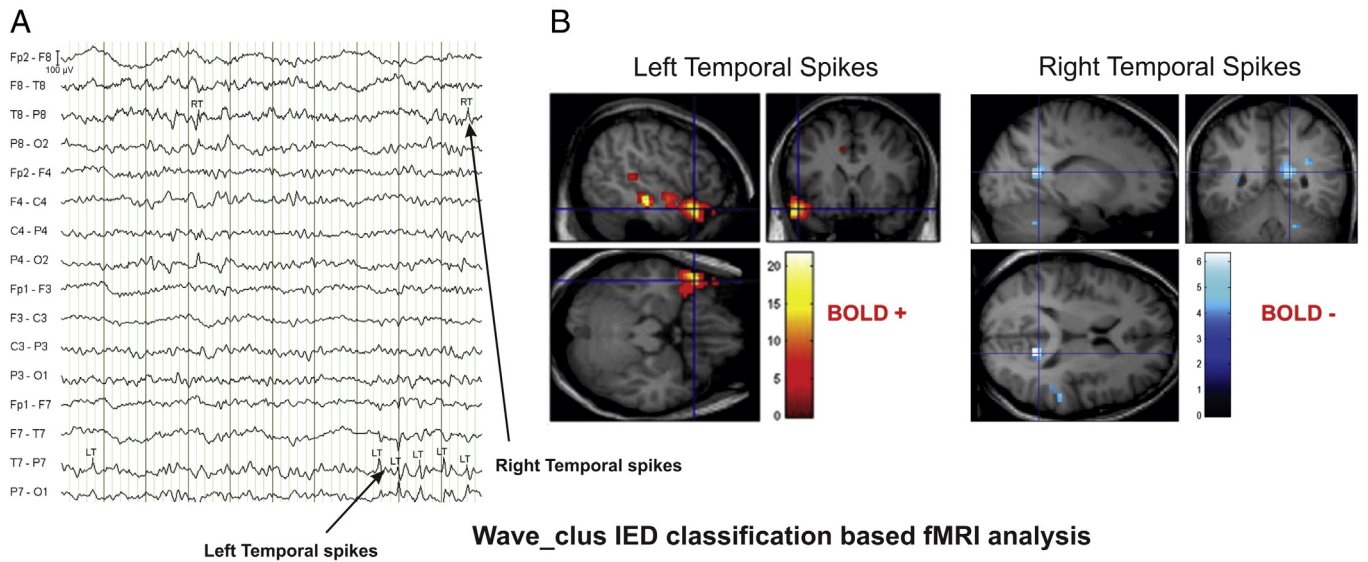 A
Fp2 - F8
100 µV
F8 - T8
RT
RT
T8 - P8
P8 - O2
Fp2 - F4
F4 - C4
C4 - P4
P4 - O2
Fp1 - F3
F3 - C3
C3 - P3
P3 - O1
Fp1 - F7
F7 - T7
LT
LT
LT
LT
LT
LT
T7 - P7
P7 - O1
Right Temporal spikes
Left Temporal spikes
B
Left Temporal Spikes
20
15
10
5
0
BOLD +
Right Temporal Spikes
6
5
4
3
2
1
0
BOLD -
Wave_clus IED classification based fMRI analysis